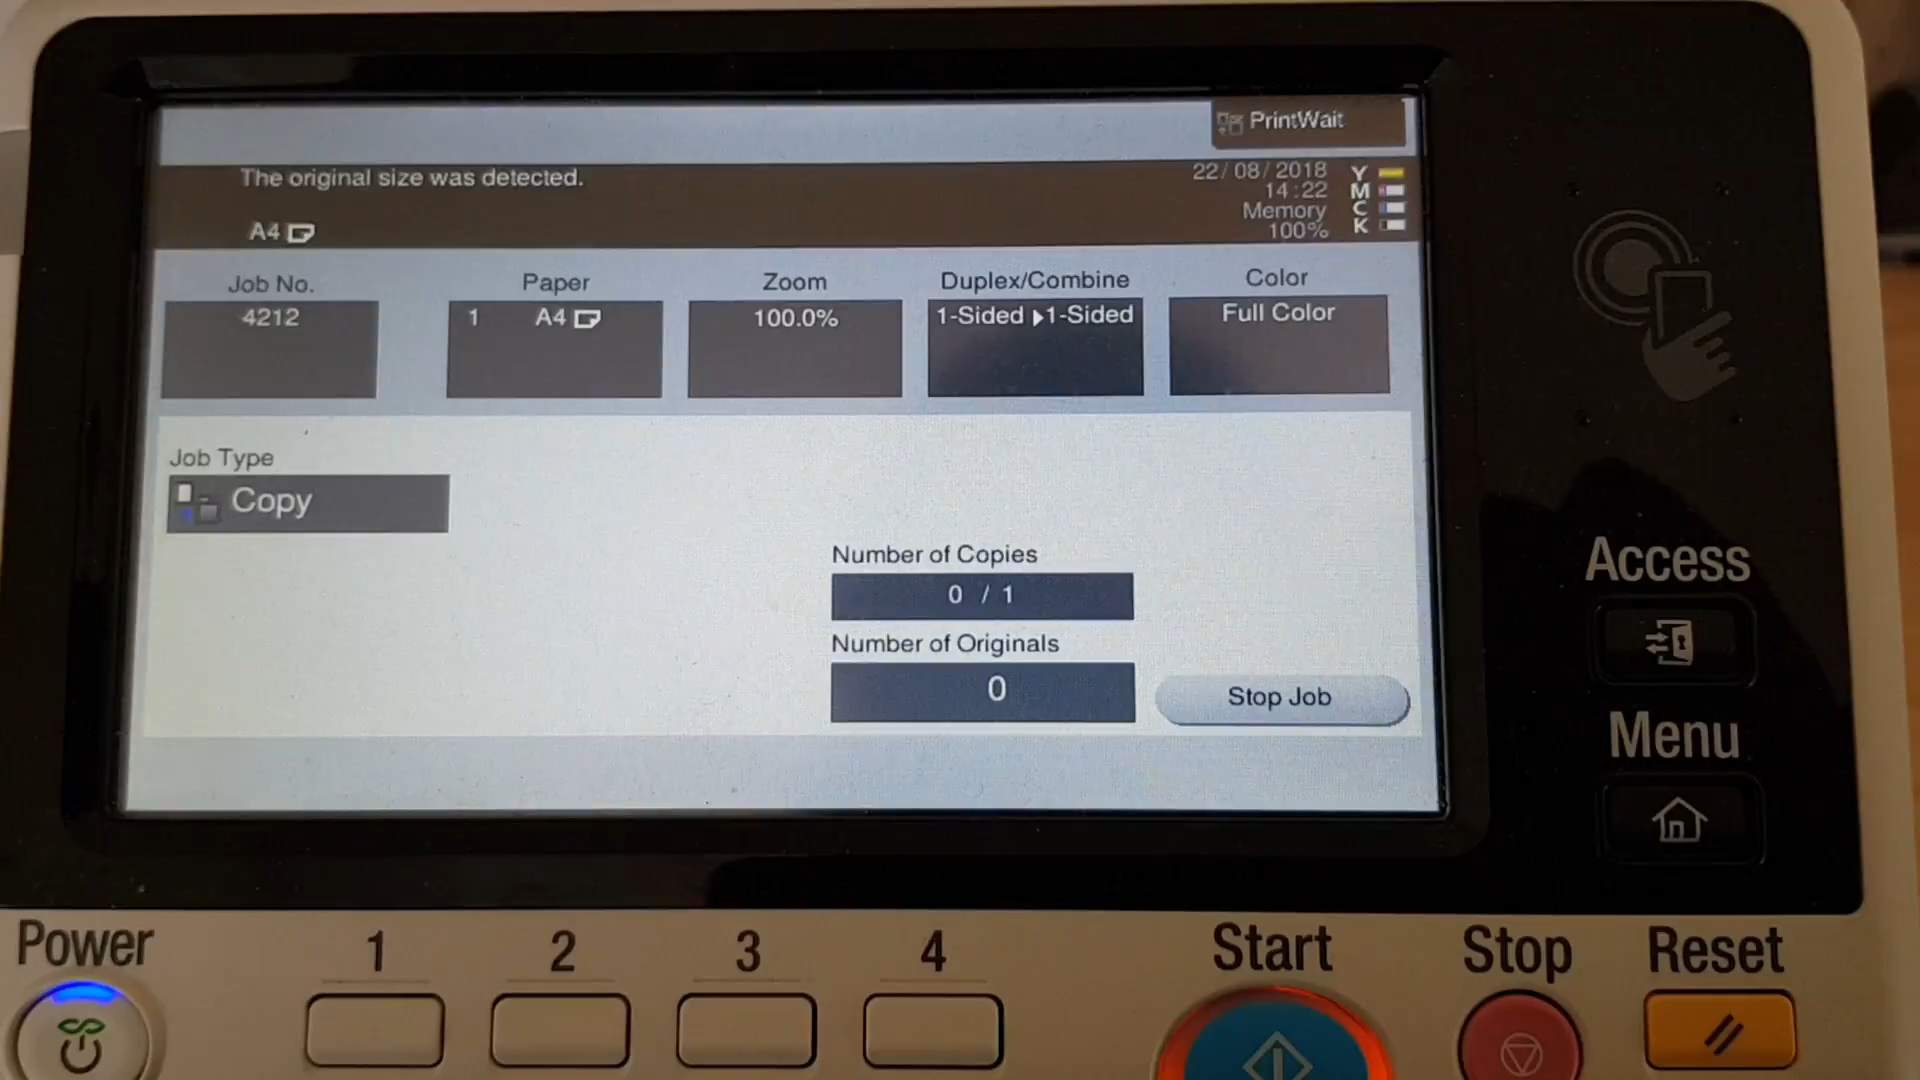 PrintWait
The original size was detected.
22/08/2018
14:22
Memory
100%
Y
M
C
K
A4
Job No.
4212
Paper
1 A4
Zoom
100.0%
Duplex/Combine
1-Sided ▶1-Sided
Color
Full Color
Job Type
Copy
Number of Copies
0 / 1
Number of Originals
0
Stop Job
Access
Menu
Power
1
2
3
4
Start
Stop
Reset